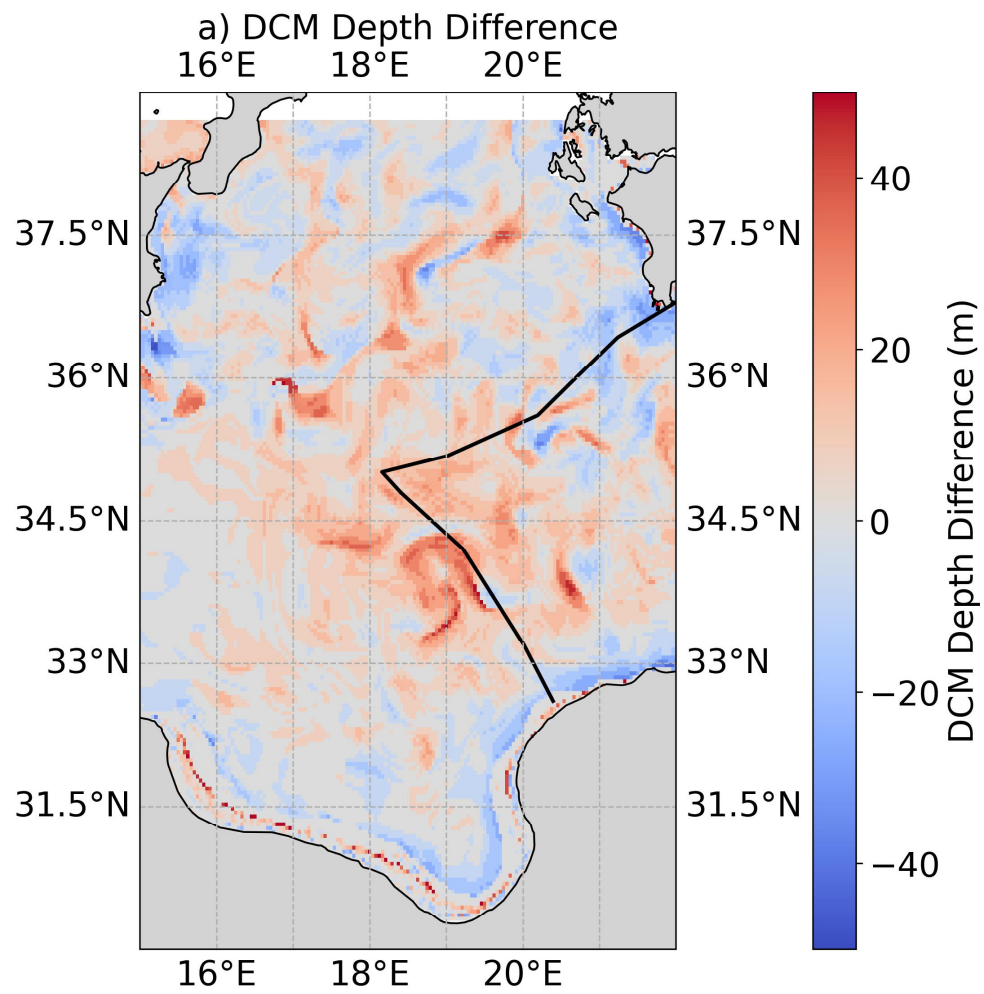 a) DCM Depth Difference
16°E 18°E 20°E
37.5°N 37.5°N
36°N 36°N
34.5°N 34.5°N
33°N 33°N
31.5°N 31.5°N
16°E 18°E 20°E
40
20
0
−20
−40
DCM Depth Difference (m)